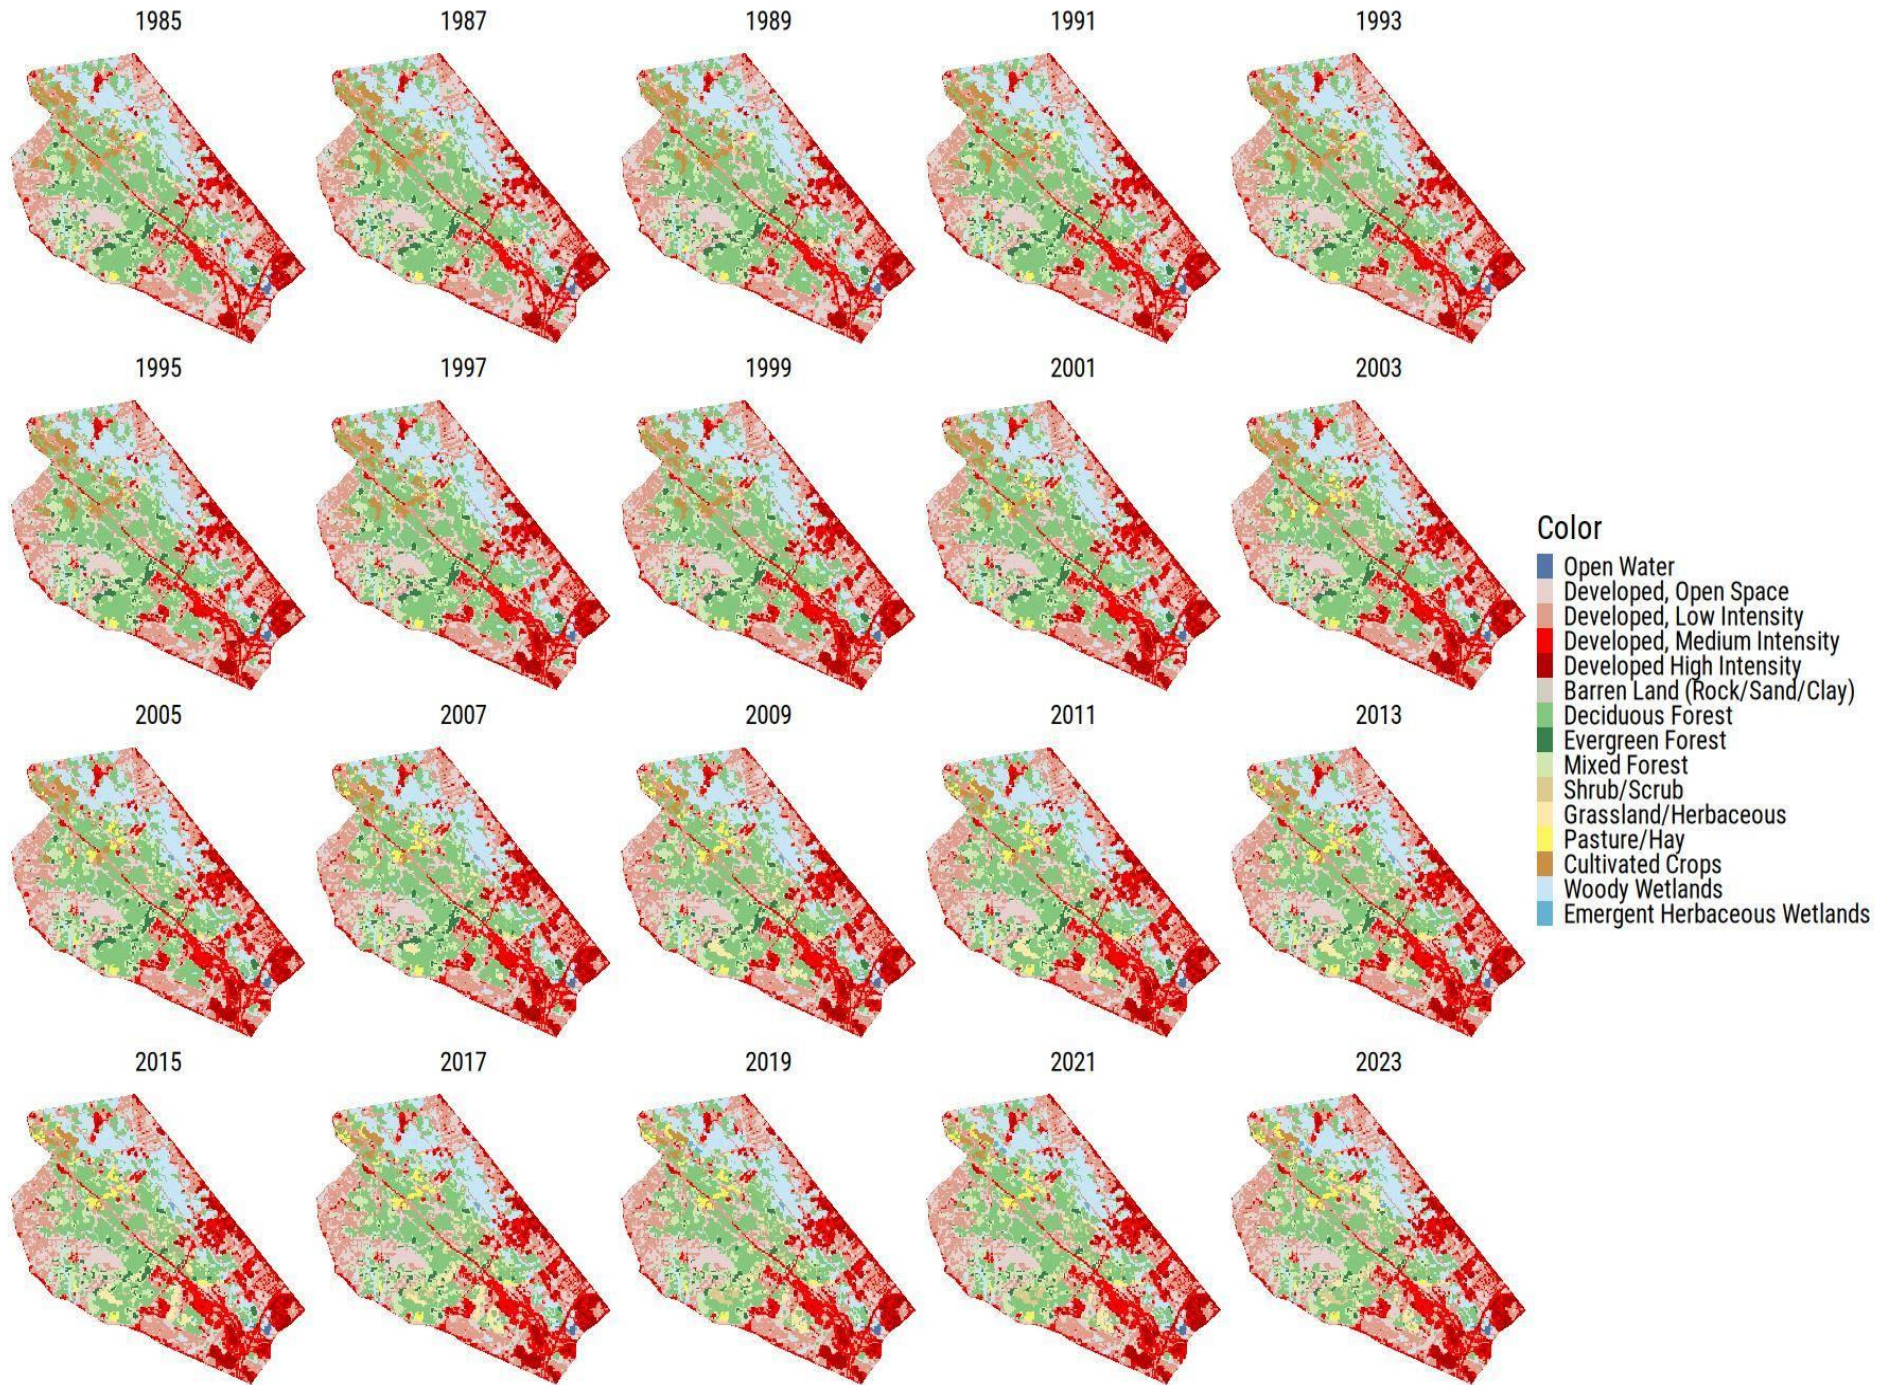 1985
1987
1989
1991
1993
1995
1997
1999
2001
2003
2005
2007
2009
2011
2013
2015
2017
2019
2021
2023
Color
Open Water
Developed, Open Space
Developed, Low Intensity
Developed, Medium Intensity
Developed High Intensity
Barren Land (Rock/Sand/Clay)
Deciduous Forest
Evergreen Forest
Mixed Forest
Shrub/Scrub
Grassland/Herbaceous
Pasture/Hay
Cultivated Crops
Woody Wetlands
Emergent Herbaceous Wetlands